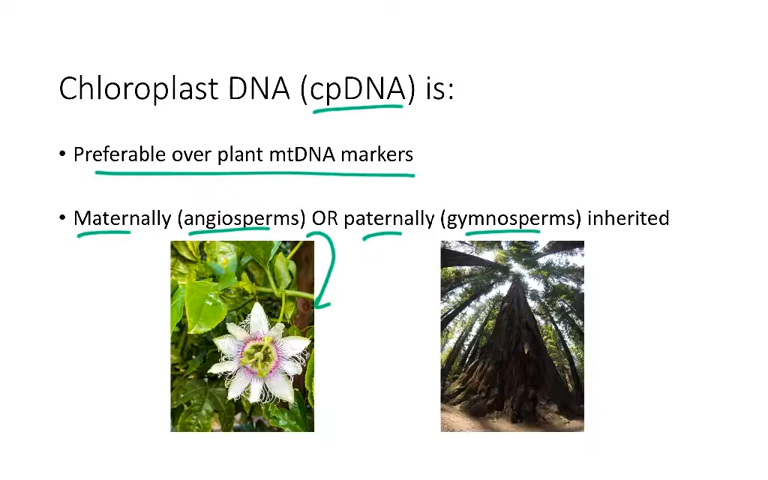 Chloroplast DNA (cpDNA) is:
• Preferable over plant mtDNA markers
• Maternally (angiosperms) OR paternally (gymnosperms) inherited